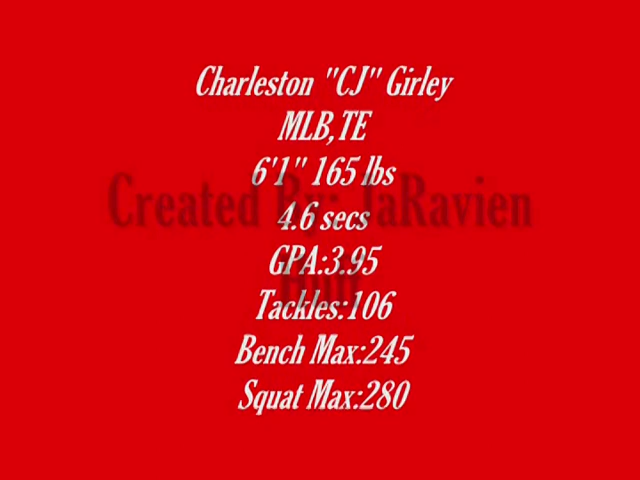 Charleston "CJ" Girley
MLB,TE
6'1" 165 lbs
Created By: JaRavien
4.6 secs
GPA:3.95
Tackles:106
Bench Max:245
Squat Max:280